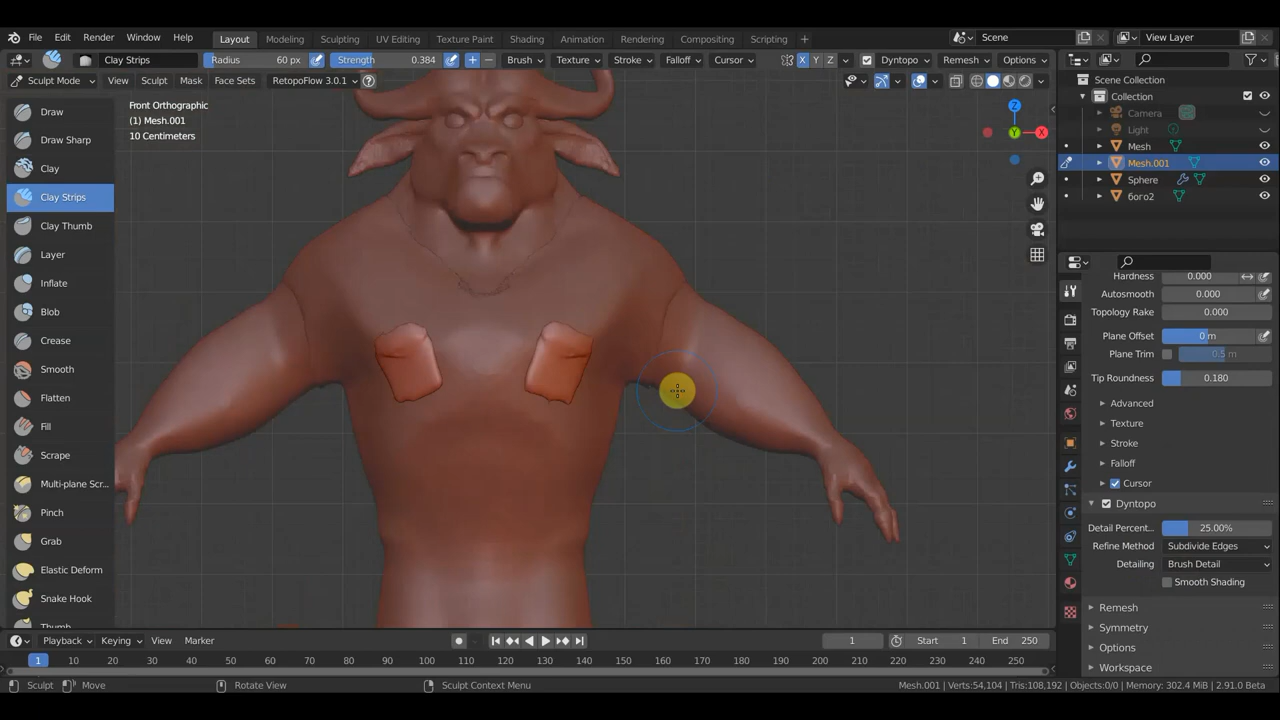 File Edit Render Window Help Layout Modeling Sculpting UV Editing Texture Paint Shading Animation Rendering Compositing Scripting + Scene View Layer
Clay Strips Radius 60 px Strength 0.384 + − Brush Texture Stroke Falloff Cursor X Y Z Dyntopo Remesh Options
Sculpt Mode View Sculpt Mask Face Sets RetopoFlow 3.0.1 ?
Front Orthographic
(1) Mesh.001
10 Centimeters
Z
Y
X
Draw
Draw Sharp
Clay
Clay Strips
Clay Thumb
Layer
Inflate
Blob
Crease
Smooth
Flatten
Fill
Scrape
Multi-plane Scr...
Pinch
Grab
Elastic Deform
Snake Hook
Thumb
Scene Collection
Collection
Camera
Light
Mesh
Mesh.001
Sphere
6oro2
Hardness 0.000
Autosmooth 0.000
Topology Rake 0.000
Plane Offset 0 m
Plane Trim 0.5 m
Tip Roundness 0.180
Advanced
Texture
Stroke
Falloff
Cursor
Dyntopo
Detail Percent... 25.00%
Refine Method Subdivide Edges
Detailing Brush Detail
Smooth Shading
Remesh
Symmetry
Options
Workspace
Playback Keying View Marker 1 Start 1 End 250
1 10 20 30 40 50 60 70 80 90 100 110 120 130 140 150 160 170 180 190 200 210 220 230 240 250
Sculpt Move Rotate View Sculpt Context Menu Mesh.001 | Verts:54,104 | Tris:108,192 | Objects:0/0 | Memory: 302.4 MiB | 2.91.0 Beta